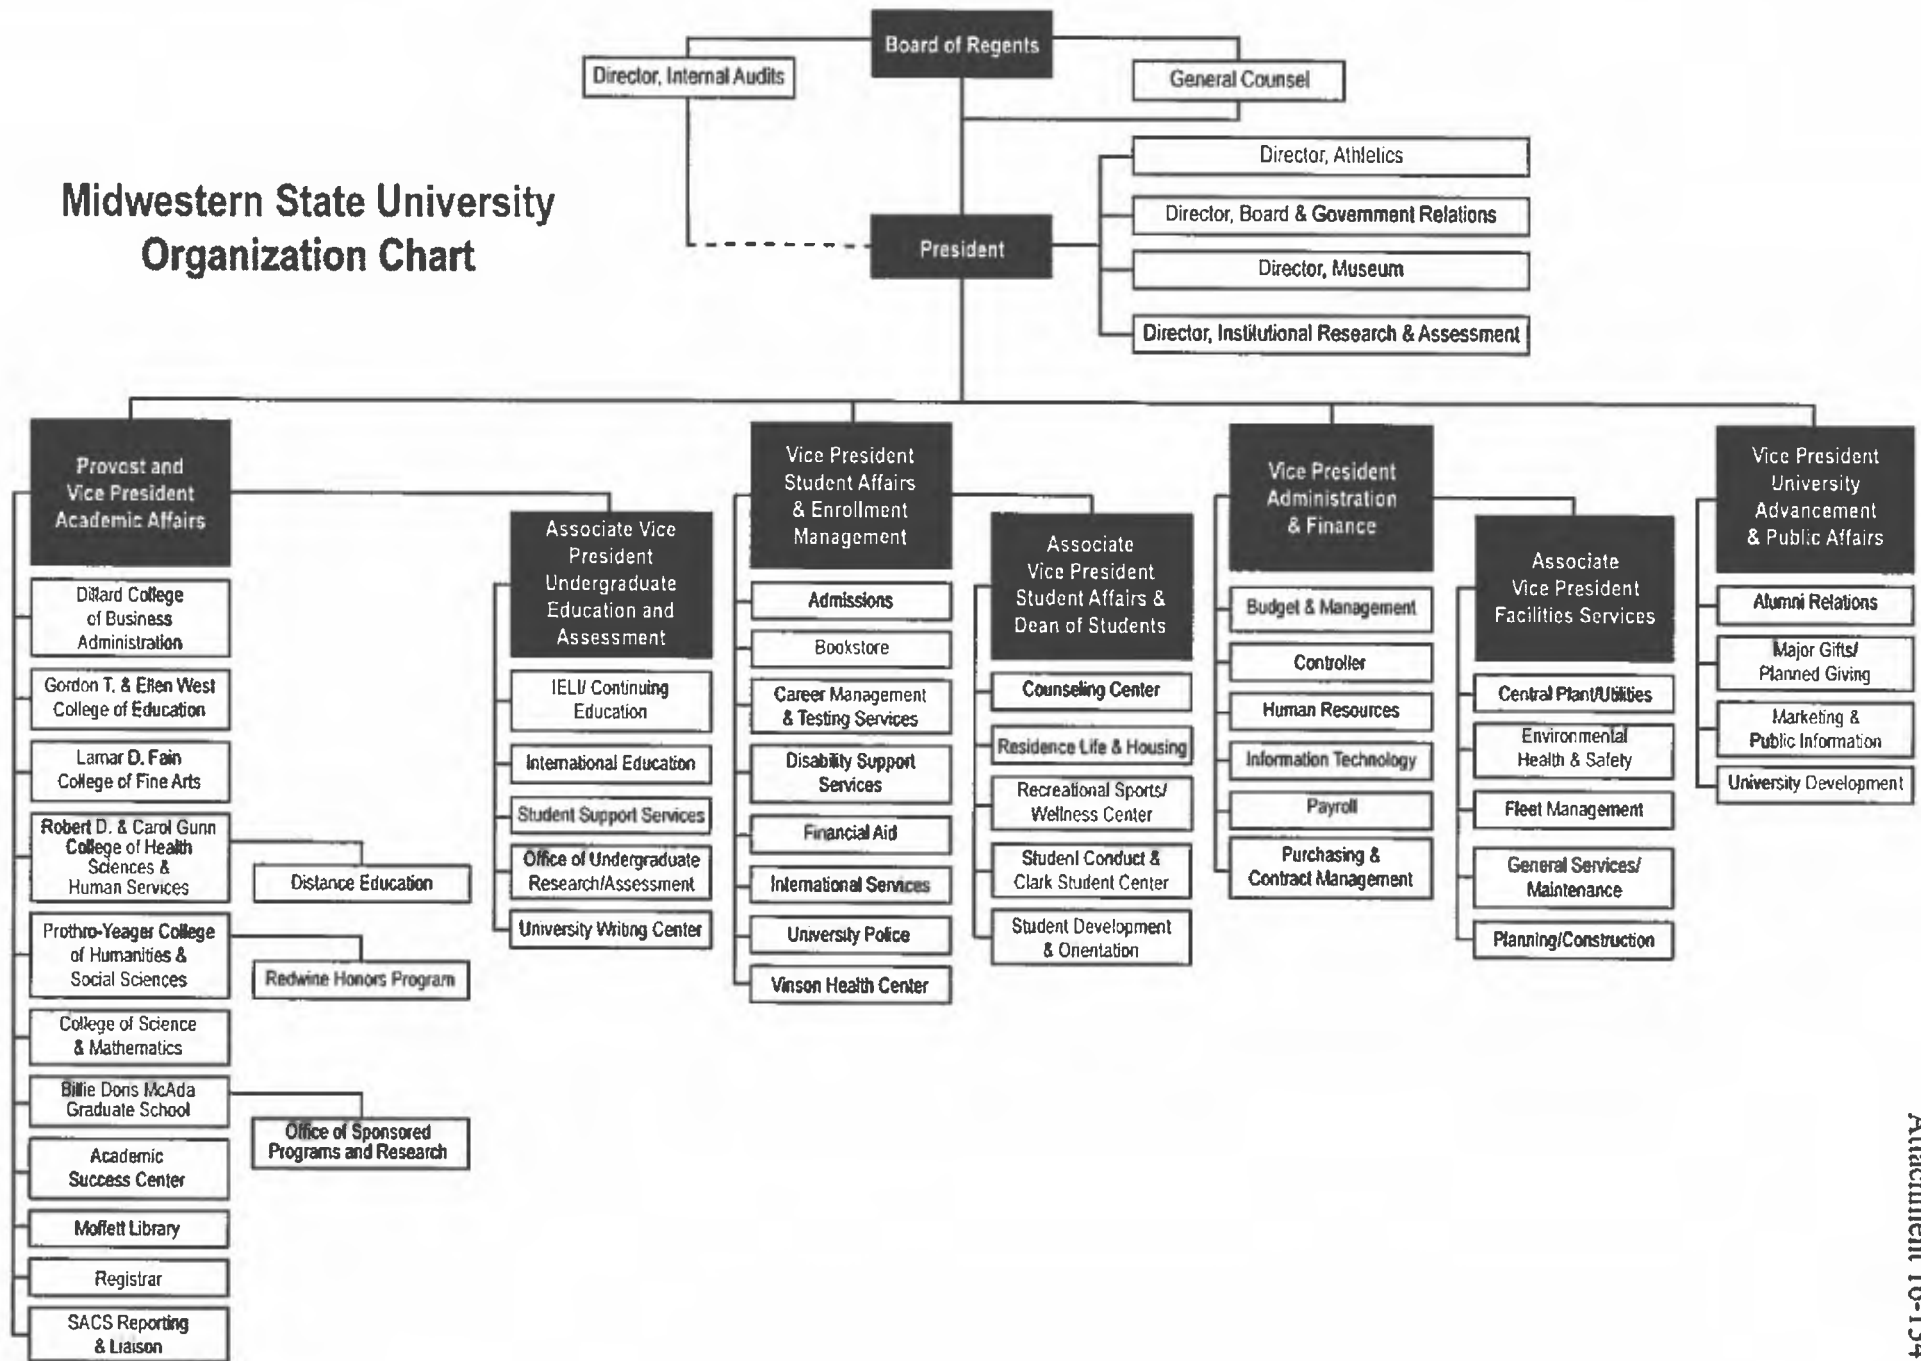 Board of Regents
Director, Internal Audits
General Counsel
Midwestern State University
Organization Chart
Director, Athletics
Director, Board & Government Relations
President
Director, Museum
Director, Institutional Research & Assessment
Provost and
Vice President
Academic Affairs
Dillard College
of Business
Administration
Gordon T. & Ellen West
College of Education
Lamar D. Fain
College of Fine Arts
Robert D. & Carol Gunn
College of Health
Sciences &
Human Services
Distance Education
Prothro-Yeager College
of Humanities &
Social Sciences
Redwine Honors Program
College of Science
& Mathematics
Billie Doris McAda
Graduate School
Office of Sponsored
Programs and Research
Academic
Success Center
Moffett Library
Registrar
SACS Reporting
& Liaison
Associate Vice
President
Undergraduate
Education and
Assessment
IELI/ Continuing
Education
International Education
Student Support Services
Office of Undergraduate
Research/Assessment
University Writing Center
Vice President
Student Affairs
& Enrollment
Management
Admissions
Bookstore
Career Management
& Testing Services
Disability Support
Services
Financial Aid
International Services
University Police
Vinson Health Center
Associate
Vice President
Student Affairs &
Dean of Students
Counseling Center
Residence Life & Housing
Recreational Sports/
Wellness Center
Student Conduct &
Clark Student Center
Student Development
& Orientation
Vice President
Administration
& Finance
Budget & Management
Controller
Human Resources
Information Technology
Payroll
Purchasing &
Contract Management
Associate
Vice President
Facilities Services
Central Plant/Utilities
Environmental
Health & Safety
Fleet Management
General Services/
Maintenance
Planning/Construction
Vice President
University
Advancement
& Public Affairs
Alumni Relations
Major Gifts/
Planned Giving
Marketing &
Public Information
University Development
Attachment 16-134